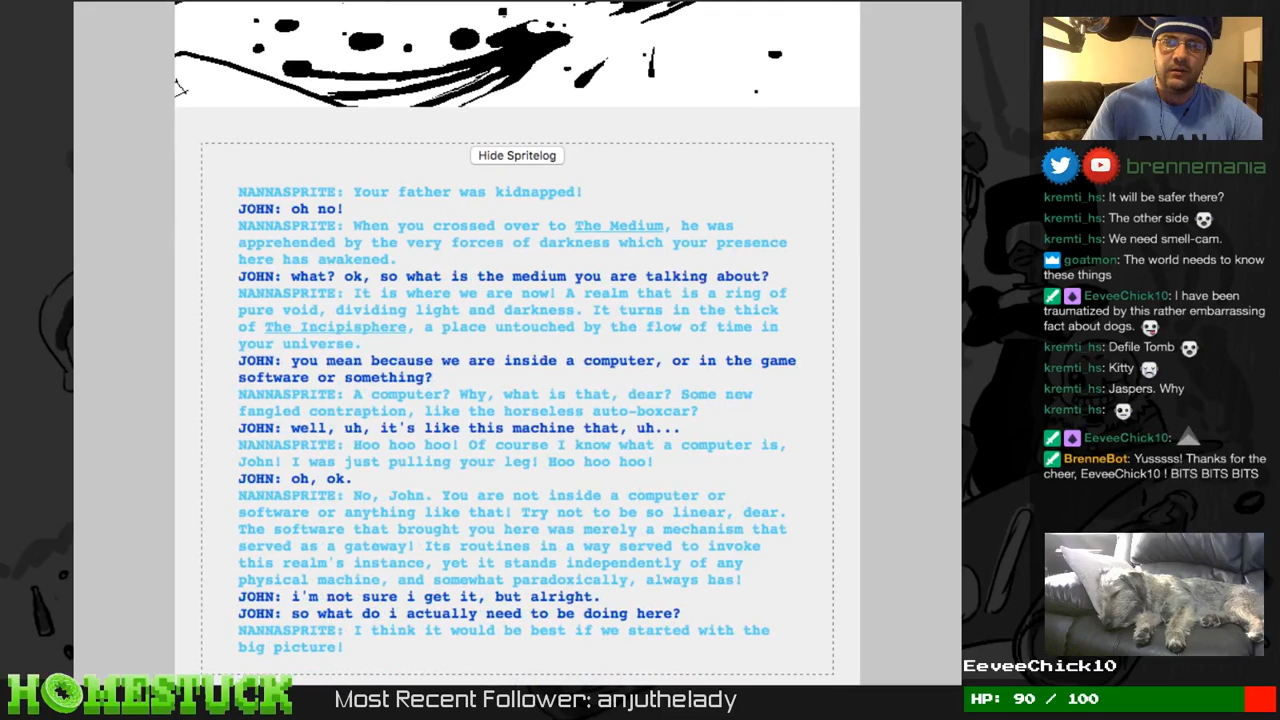 Hide Spritelog
NANNASPRITE: Your father was kidnapped!
JOHN: oh no!
NANNASPRITE: When you crossed over to The Medium, he was
apprehended by the very forces of darkness which your presence
here has awakened.
JOHN: what? ok, so what is the medium you are talking about?
NANNASPRITE: It is where we are now! A realm that is a ring of
pure void, dividing light and darkness. It turns in the thick
of The Incipisphere, a place untouched by the flow of time in
your universe.
JOHN: you mean because we are inside a computer, or in the game
software or something?
NANNASPRITE: A computer? Why, what is that, dear? Some new
fangled contraption, like the horseless auto-boxcar?
JOHN: well, uh, it's like this machine that, uh...
NANNASPRITE: Hoo hoo hoo! Of course I know what a computer is,
John! I was just pulling your leg! Hoo hoo hoo!
JOHN: oh, ok.
NANNASPRITE: No, John. You are not inside a computer or
software or anything like that! Try not to be so linear, dear.
The software that brought you here was merely a mechanism that
served as a gateway! Its routines in a way served to invoke
this realm's instance, yet it stands independently of any
physical machine, and somewhat paradoxically, always has!
JOHN: i'm not sure i get it, but alright.
JOHN: so what do i actually need to be doing here?
NANNASPRITE: I think it would be best if we started with the
big picture!
brennemania
kremti_hs: It will be safer there?
kremti_hs: The other side
kremti_hs: We need smell-cam.
goatmon: The world needs to know
these things
EeveeChick10: I have been
traumatized by this rather embarrassing
fact about dogs.
kremti_hs: Defile Tomb
kremti_hs: Kitty
kremti_hs: Jaspers. Why
kremti_hs:
EeveeChick10:
BrenneBot: Yusssss! Thanks for the
cheer, EeveeChick10 ! BITS BITS BITS
EeveeChick10
HP: 90 / 100
HOMESTUCK
Most Recent Follower: anjuthelady